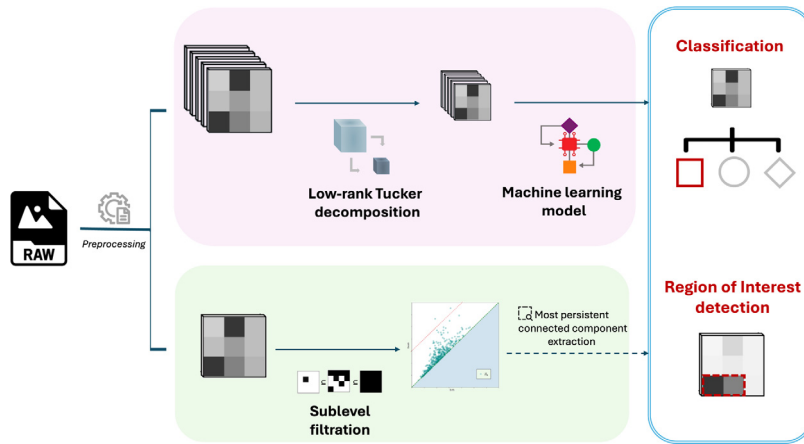 Classification
Low-rank Tucker
decomposition
Machine learning
model
RAW
Preprocessing
Region of Interest
detection
Most persistent
connected component
extraction
⊆ ⊆
Sublevel
filtration